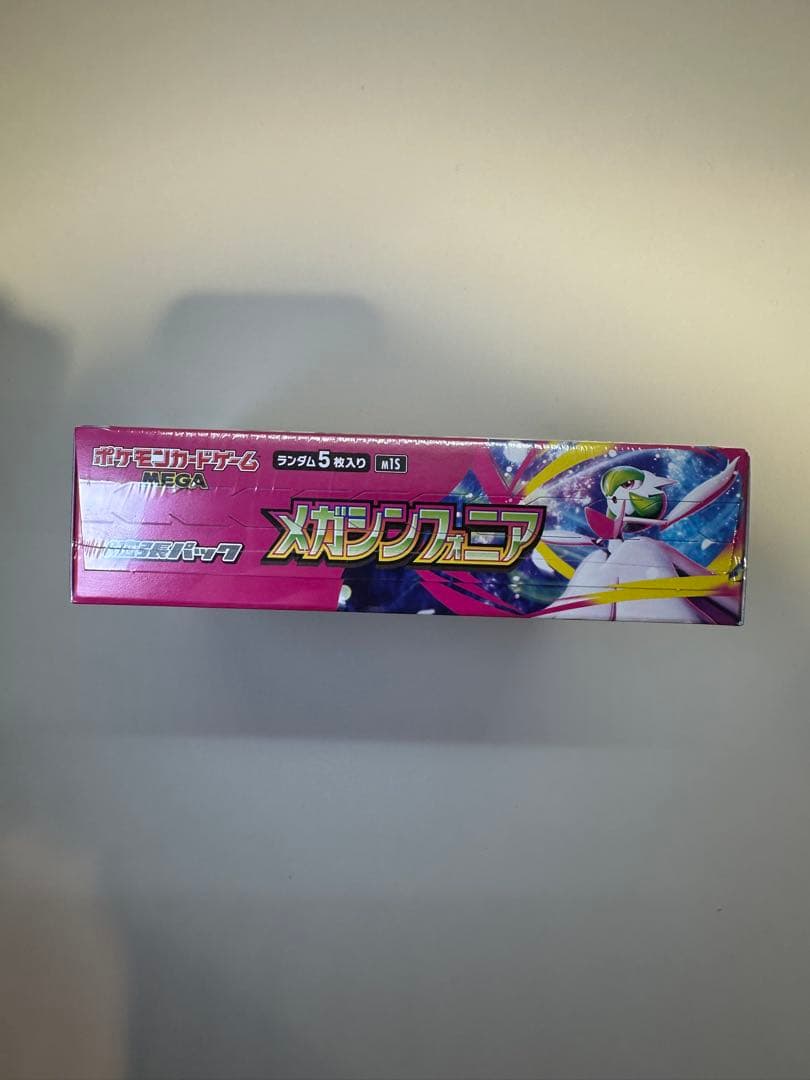 ポケモンカードゲーム
MEGA
ランダム5枚入り
M1S
拡張パック
メガシンフォニア